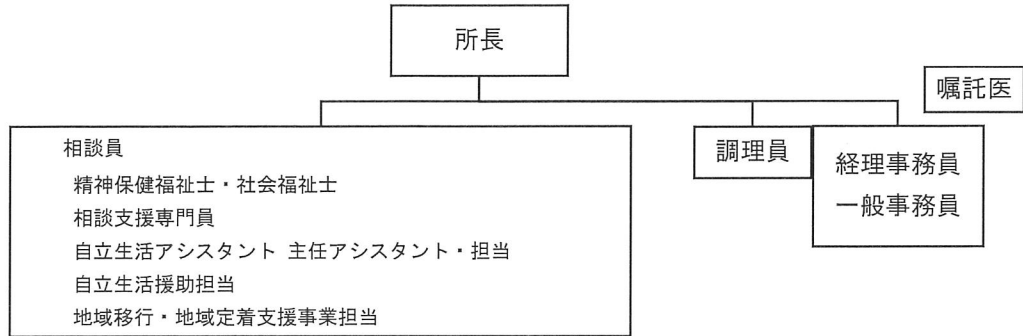 所長
嘱託医
相談員
精神保健福祉士・社会福祉士
相談支援専門員
自立生活アシスタント 主任アシスタント・担当
自立生活援助担当
地域移行・地域定着支援事業担当
調理員
経理事務員
一般事務員